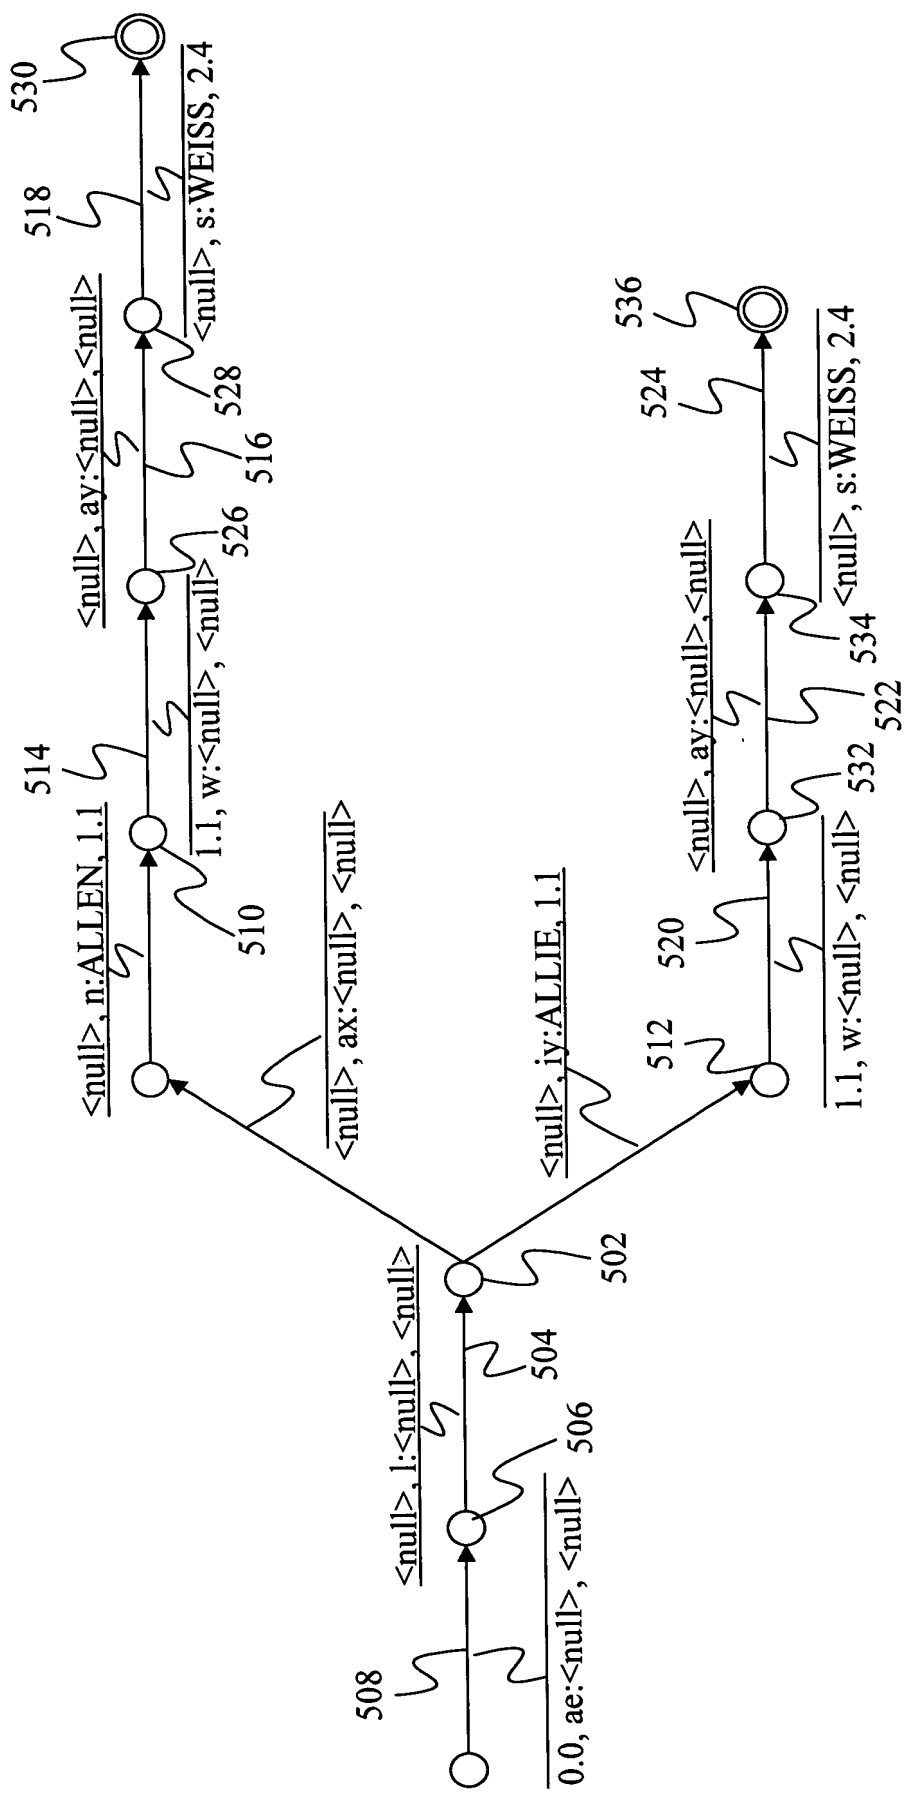 530
518
<null>, s:WEISS, 2.4
528
<null>, ay:<null>,<null>
516
526
514
1.1, w:<null>, <null>
<null>, n:ALLEN, 1.1
510
<null>, ax:<null>, <null>
508
0.0, ae:<null>, <null>
506
<null>, l:<null>, <null>
504
502
<null>, iy:ALLIE, 1.1
512
1.1, w:<null>, <null>
520
532
<null>, ay:<null>,<null>
522
534
524
<null>, s:WEISS, 2.4
536